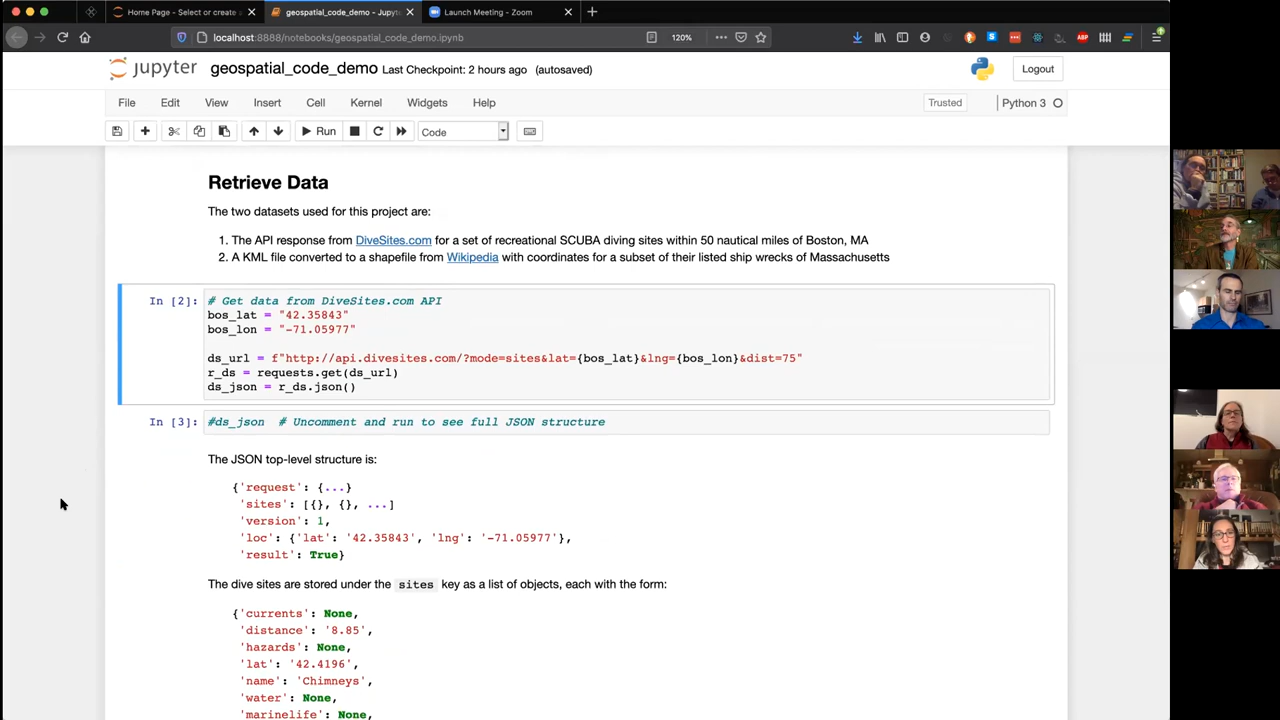 Home Page - Select or create a
geospatial_code_demo - Jupyte
Launch Meeting - Zoom
localhost:8888/notebooks/geospatial_code_demo.ipynb
120%
ABP
jupyter
geospatial_code_demo Last Checkpoint: 2 hours ago (autosaved)
Logout
File Edit View Insert Cell Kernel Widgets Help
Trusted
Python 3
Run
Code
Retrieve Data
The two datasets used for this project are:
1. The API response from DiveSites.com for a set of recreational SCUBA diving sites within 50 nautical miles of Boston, MA
2. A KML file converted to a shapefile from Wikipedia with coordinates for a subset of their listed ship wrecks of Massachusetts
In [2]: # Get data from DiveSites.com API
bos_lat = "42.35843"
bos_lon = "-71.05977"
ds_url = f"http://api.divesites.com/?mode=sites&lat={bos_lat}&lng={bos_lon}&dist=75"
r_ds = requests.get(ds_url)
ds_json = r_ds.json()
In [3]: #ds_json # Uncomment and run to see full JSON structure
The JSON top-level structure is:
{'request': {...}
'sites': [{}, {}, ...]
'version': 1,
'loc': {'lat': '42.35843', 'lng': '-71.05977'},
'result': True}
The dive sites are stored under the sites key as a list of objects, each with the form:
{'currents': None,
'distance': '8.85',
'hazards': None,
'lat': '42.4196',
'name': 'Chimneys',
'water': None,
'marinelife': None,